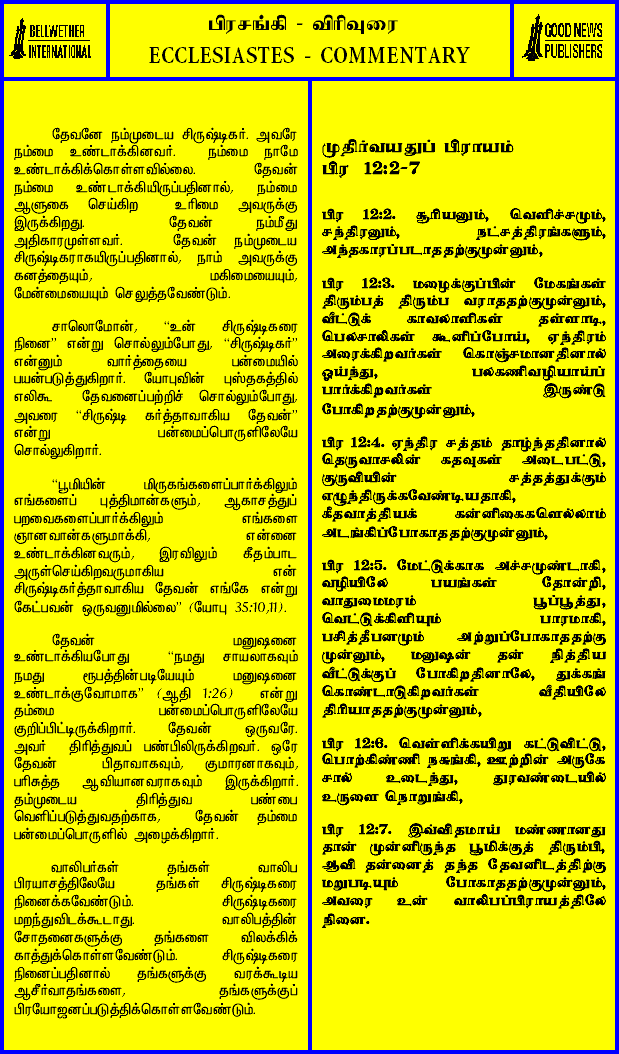 BELLWETHER
INTERNATIONAL
பிரசங்கி - விரிவுரை
ECCLESIASTES - COMMENTARY
GOOD NEWS
PUBLISHERS
தேவனே நம்முடைய சிருஷ்டிகர். அவரே
நம்மை உண்டாக்கினவர். நம்மை நாமே
உண்டாக்கிக்கொள்ளவில்லை. தேவன்
நம்மை உண்டாக்கியிருப்பதினால், நம்மை
ஆளுகை செய்கிற உரிமை அவருக்கு
இருக்கிறது. தேவன் நம்மீது
அதிகாரமுள்ளவர். தேவன் நம்முடைய
சிருஷ்டிகராகயிருப்பதினால், நாம் அவருக்கு
கனத்தையும், மகிமையையும்,
மேன்மையையும் செலுத்தவேண்டும்.
சாலொமோன், “உன் சிருஷ்டிகரை
நினை” என்று சொல்லும்போது, “சிருஷ்டிகர்”
என்னும் வார்த்தையை பன்மையில்
பயன்படுத்துகிறார். யோபுவின் புஸ்தகத்தில்
எலிகூ தேவனைப்பற்றிச் சொல்லும்போது,
அவரை “சிருஷ்டி கர்த்தாவாகிய தேவன்”
என்று பன்மைப்பொருளிலேயே
சொல்லுகிறார்.
“பூமியின் மிருகங்களைப்பார்க்கிலும்
எங்களைப் புத்திமான்களும், ஆகாசத்துப்
பறவைகளைப்பார்க்கிலும் எங்களை
ஞானவான்களுமாக்கி, என்னை
உண்டாக்கினவரும், இரவிலும் கீதம்பாட
அருள்செய்கிறவருமாகிய என்
சிருஷ்டிகர்த்தாவாகிய தேவன் எங்கே என்று
கேட்பவன் ஒருவனுமில்லை” (யோபு 35:10,11).
தேவன் மனுஷனை
உண்டாக்கியபோது “நமது சாயலாகவும்
நமது ரூபத்தின்படியேயும் மனுஷனை
உண்டாக்குவோமாக” (ஆதி 1:26) என்று
தம்மை பன்மைப்பொருளிலேயே
குறிப்பிட்டிருக்கிறார். தேவன் ஒருவரே.
அவர் திரித்துவப் பண்பிலிருக்கிறவர். ஒரே
தேவன் பிதாவாகவும், குமாரனாகவும்,
பரிசுத்த ஆவியானவராகவும் இருக்கிறார்.
தம்முடைய திரித்துவ பண்பை
வெளிப்படுத்துவதற்காக, தேவன் தம்மை
பன்மைப்பொருளில் அழைக்கிறார்.
வாலிபர்கள் தங்கள் வாலிப
பிரயாசத்திலேயே தங்கள் சிருஷ்டிகரை
நினைக்கவேண்டும். சிருஷ்டிகரை
மறந்துவிடக்கூடாது. வாலிபத்தின்
சோதனைகளுக்கு தங்களை விலக்கிக்
காத்துக்கொள்ளவேண்டும். சிருஷ்டிகரை
நினைப்பதினால் தங்களுக்கு வரக்கூடிய
ஆசீர்வாதங்களை, தங்களுக்குப்
பிரயோஜனப்படுத்திக்கொள்ளவேண்டும்.
முதிர்வயதுப் பிராயம்
பிர 12:2-7
பிர 12:2. சூரியனும், வெளிச்சமும்,
சந்திரனும், நட்சத்திரங்களும்,
அந்தகாரப்படாததற்குமுன்னும்,
பிர 12:3. மழைக்குப்பின் மேகங்கள்
திரும்பத் திரும்ப வராததற்குமுன்னும்,
வீட்டுக் காவலாளிகள் தள்ளாடி,
பெலசாலிகள் கூனிப்போய், ஏந்திரம்
அரைக்கிறவர்கள் கொஞ்சமானதினால்
ஓய்ந்து, பலகணிவழியாய்ப்
பார்க்கிறவர்கள் இருண்டு
போகிறதற்குமுன்னும்,
பிர 12:4. ஏந்திர சத்தம் தாழ்ந்ததினால்
தெருவாசலின் கதவுகள் அடைபட்டு,
குருவியின் சத்தத்துக்கும்
எழுந்திருக்கவேண்டியதாகி,
கீதவாத்தியக் கன்னிகைகளெல்லாம்
அடங்கிப்போகாததற்குமுன்னும்,
பிர 12:5. மேட்டுக்காக அச்சமுண்டாகி,
வழியிலே பயங்கள் தோன்றி,
வாதுமைமரம் பூப்பூத்து,
வெட்டுக்கிளியும் பாரமாகி,
பசித்தீபனமும் அற்றுப்போகாததற்கு
முன்னும், மனுஷன் தன் நித்திய
வீட்டுக்குப் போகிறதினாலே, துக்கங்
கொண்டாடுகிறவர்கள் வீதியிலே
திரியாததற்குமுன்னும்,
பிர 12:6. வெள்ளிக்கயிறு கட்டுவிட்டு,
பொற்கிண்ணி நசுங்கி, ஊற்றின் அருகே
சால் உடைந்து, துரவண்டையில்
உருளை நொறுங்கி,
பிர 12:7. இவ்விதமாய் மண்ணானது
தான் முன்னிருந்த பூமிக்குத் திரும்பி,
ஆவி தன்னைத் தந்த தேவனிடத்திற்கு
மறுபடியும் போகாததற்குமுன்னும்,
அவரை உன் வாலிபப்பிராயத்திலே
நினை.